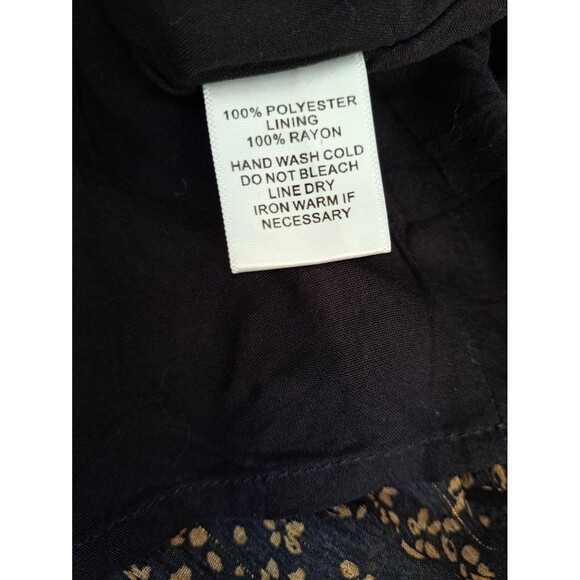 100% POLYESTER
LINING
100% RAYON
HAND WASH COLD
DO NOT BLEACH
LINE DRY
IRON WARM IF
NECESSARY